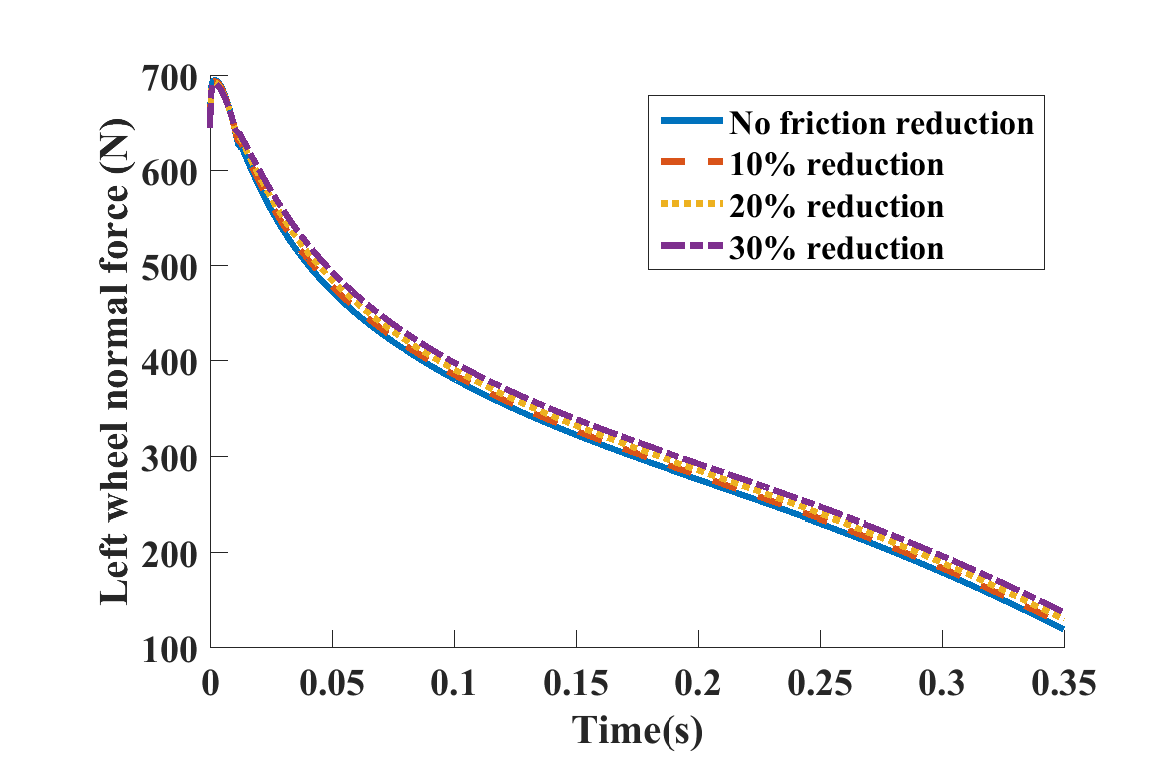 700
600
500
400
300
200
100
Left wheel normal force (N)
No friction reduction
10% reduction
20% reduction
30% reduction
0 0.05 0.1 0.15 0.2 0.25 0.3 0.35
Time(s)